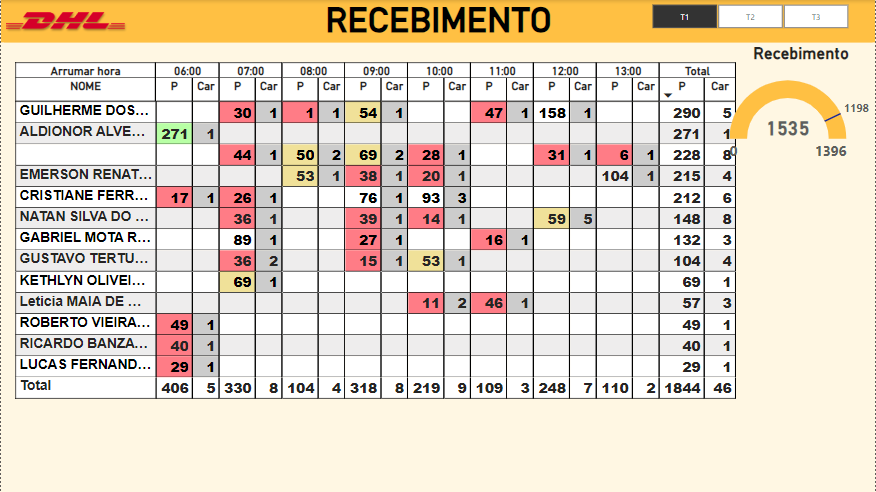 DHL RECEBIMENTO T1 T2 T3
Recebimento
1198
1535
0 1396
Arrumar hora 06:00 07:00 08:00 09:00 10:00 11:00 12:00 13:00 Total
NOME P Car P Car P Car P Car P Car P Car P Car P Car P Car
GUILHERME DOS... 30 1 1 1 54 1 47 1 158 1 290 5
ALDIONOR ALVE... 271 1 271 1
44 1 50 2 69 2 28 1 31 1 6 1 228 8
EMERSON RENAT... 53 1 38 1 20 1 104 1 215 4
CRISTIANE FERR... 17 1 26 1 76 1 93 3 212 6
NATAN SILVA DO ... 36 1 39 1 14 1 59 5 148 8
GABRIEL MOTA R... 89 1 27 1 16 1 132 3
GUSTAVO TERTU... 36 2 15 1 53 1 104 4
KETHLYN OLIVEI... 69 1 69 1
Leticia MAIA DE ... 11 2 46 1 57 3
ROBERTO VIEIRA... 49 1 49 1
RICARDO BANZA... 40 1 40 1
LUCAS FERNAND... 29 1 29 1
Total 406 5 330 8 104 4 318 8 219 9 109 3 248 7 110 2 1844 46